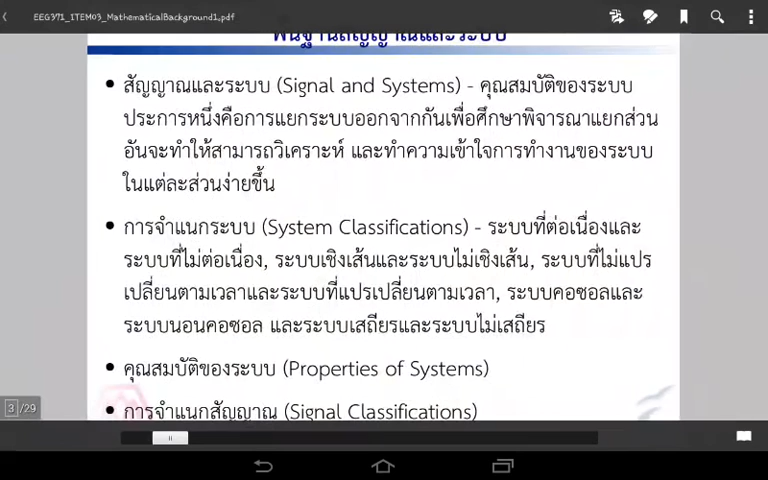 EEG371_ITEM03_MathematicalBackground1.pdf
พื้นฐานสัญญาณและระบบ
• สัญญาณและระบบ (Signal and Systems) - คุณสมบัติของระบบ
ประการหนึ่งคือการแยกระบบออกจากกันเพื่อศึกษาพิจารณาแยกส่วน
อันจะทำให้สามารถวิเคราะห์ และทำความเข้าใจการทำงานของระบบ
ในแต่ละส่วนง่ายขึ้น
• การจำแนกระบบ (System Classifications) - ระบบที่ต่อเนื่องและ
ระบบที่ไม่ต่อเนื่อง, ระบบเชิงเส้นและระบบไม่เชิงเส้น, ระบบที่ไม่แปร
เปลี่ยนตามเวลาและระบบที่แปรเปลี่ยนตามเวลา, ระบบคอซอลและ
ระบบนอนคอซอล และระบบเสถียรและระบบไม่เสถียร
• คุณสมบัติของระบบ (Properties of Systems)
• การจำแนกสัญญาณ (Signal Classifications)
3 /29